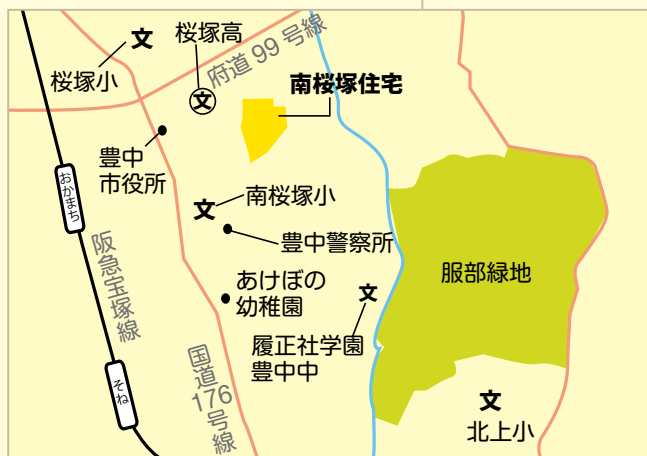 桜塚高
文
桜塚小
府道99号線
文
南桜塚住宅
豊中
市役所
おかまち
文
南桜塚小
豊中警察所
阪急宝塚線
あけぼの
幼稚園
文
服部緑地
履正社学園
豊中中
国道176号線
そね
文
北上小